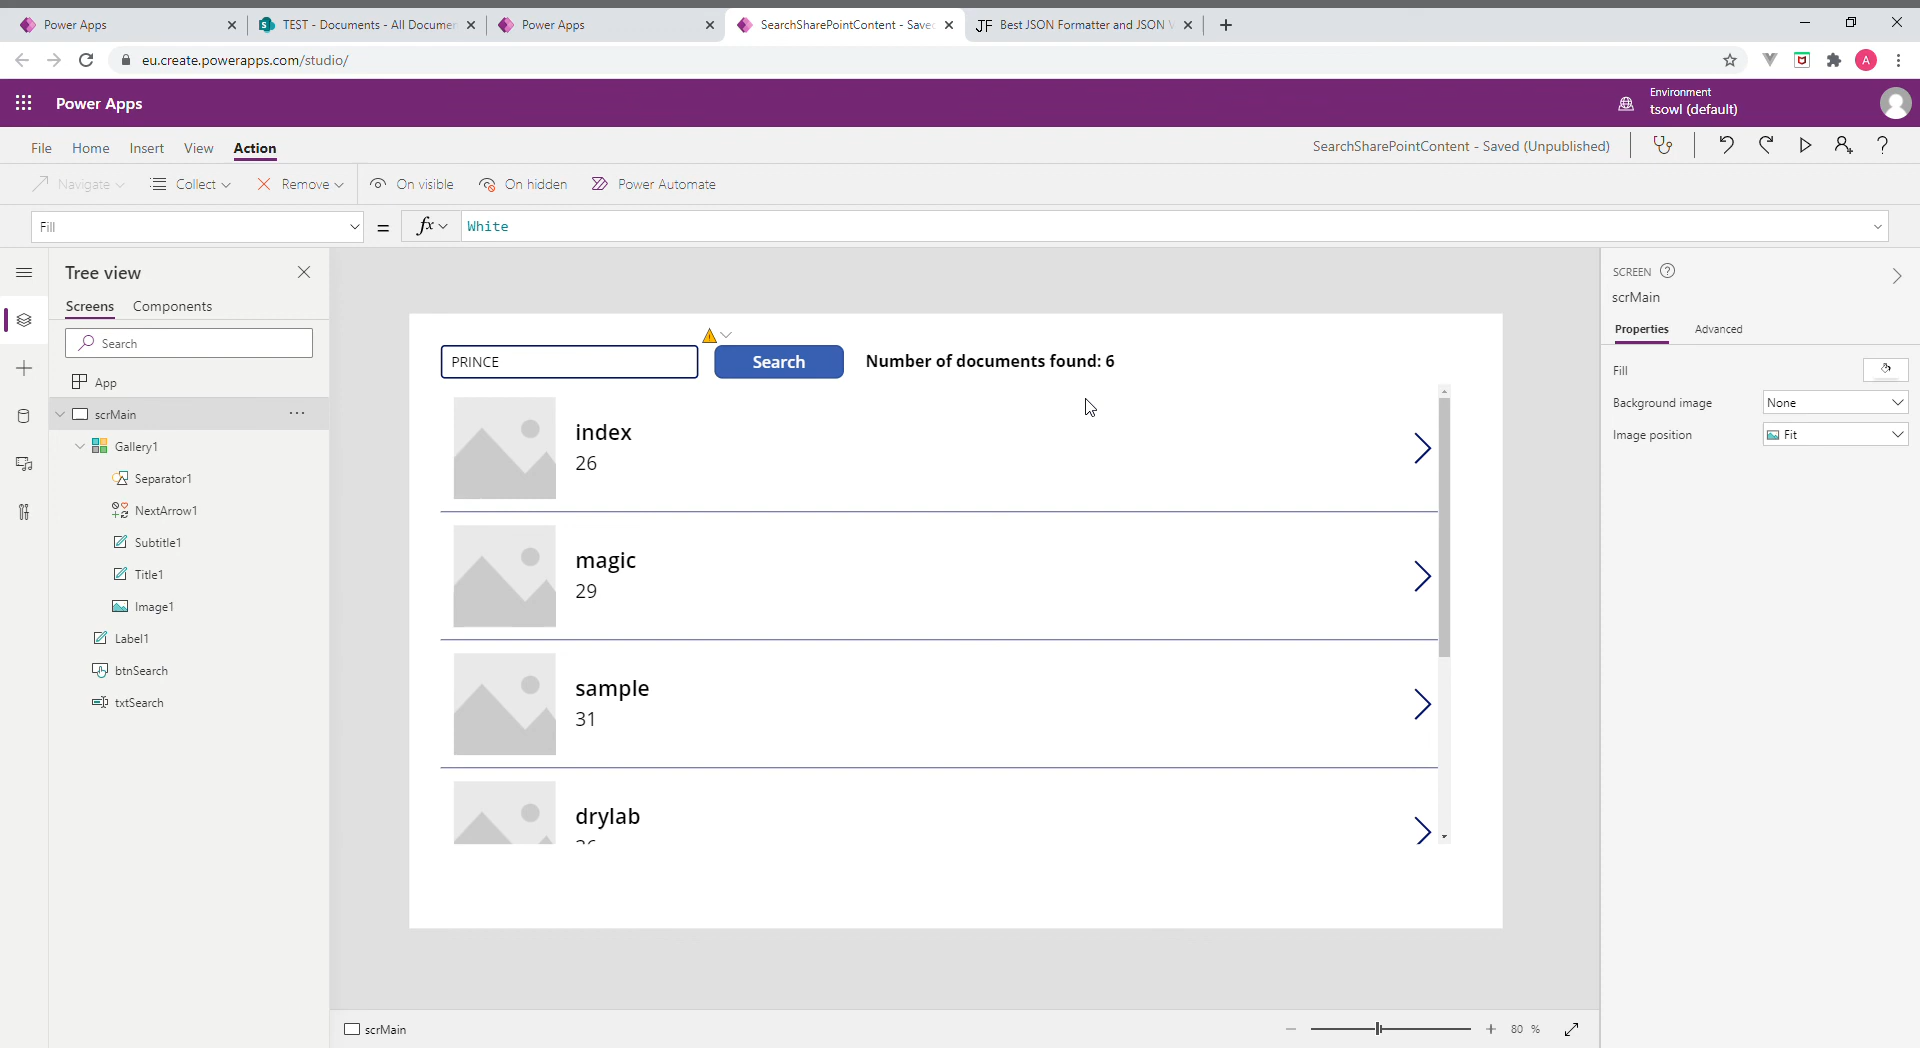 Power Apps
TEST - Documents - All Documen
Power Apps
SearchSharePointContent - Save
JF Best JSON Formatter and JSON V
eu.create.powerapps.com/studio/
A
Power Apps
Environment
tsowl (default)
File Home Insert View Action
SearchSharePointContent - Saved (Unpublished)
Navigate Collect Remove On visible On hidden Power Automate
Fill
= fx White
Tree view
Screens Components
Search
App
scrMain
Gallery1
Separator1
NextArrow1
Subtitle1
Title1
Image1
Label1
btnSearch
txtSearch
PRINCE
Search
Number of documents found: 6
index
26
magic
29
sample
31
drylab
SCREEN
scrMain
Properties Advanced
Fill
Background image None
Image position Fit
scrMain
80 %